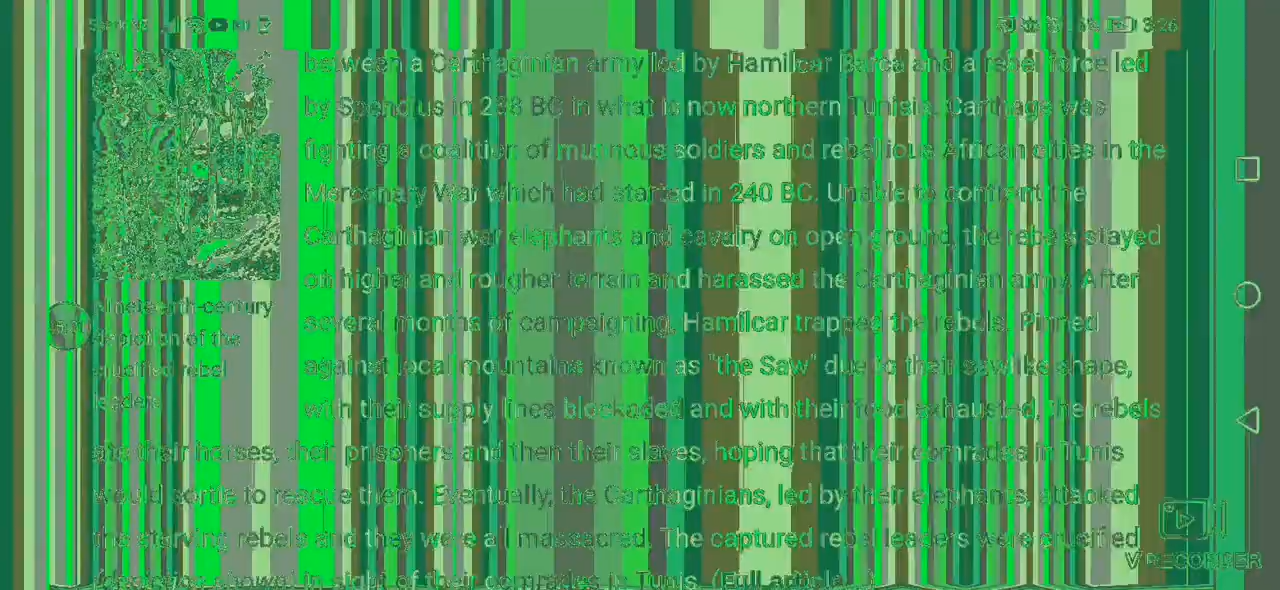 3:26
between a Carthaginian army led by Hamilcar Barca and a rebel force led
by Spendius in 238 BC in what is now northern Tunisia. Carthage was
fighting a coalition of mutinous soldiers and rebellious African cities in the
Mercenary War which had started in 240 BC. Unable to confront the
Carthaginian war elephants and cavalry on open ground, the rebels stayed
on higher and rougher terrain and harassed the Carthaginian army. After
several months of campaigning, Hamilcar trapped the rebels. Pinned
against local mountains known as "the Saw" due to their sawlike shape,
with their supply lines blockaded and with their food exhausted, the rebels
ate their horses, their prisoners and then their slaves, hoping that their comrades in Tunis
would sortie to rescue them. Eventually, the Carthaginians, led by their elephants, attacked
the starving rebels and they were all massacred. The captured rebel leaders were crucified
(depiction shown) in sight of their comrades in Tunis. (Full article...)
Nineteenth-century
depiction of the
crucified rebel
leaders
V RECORDER